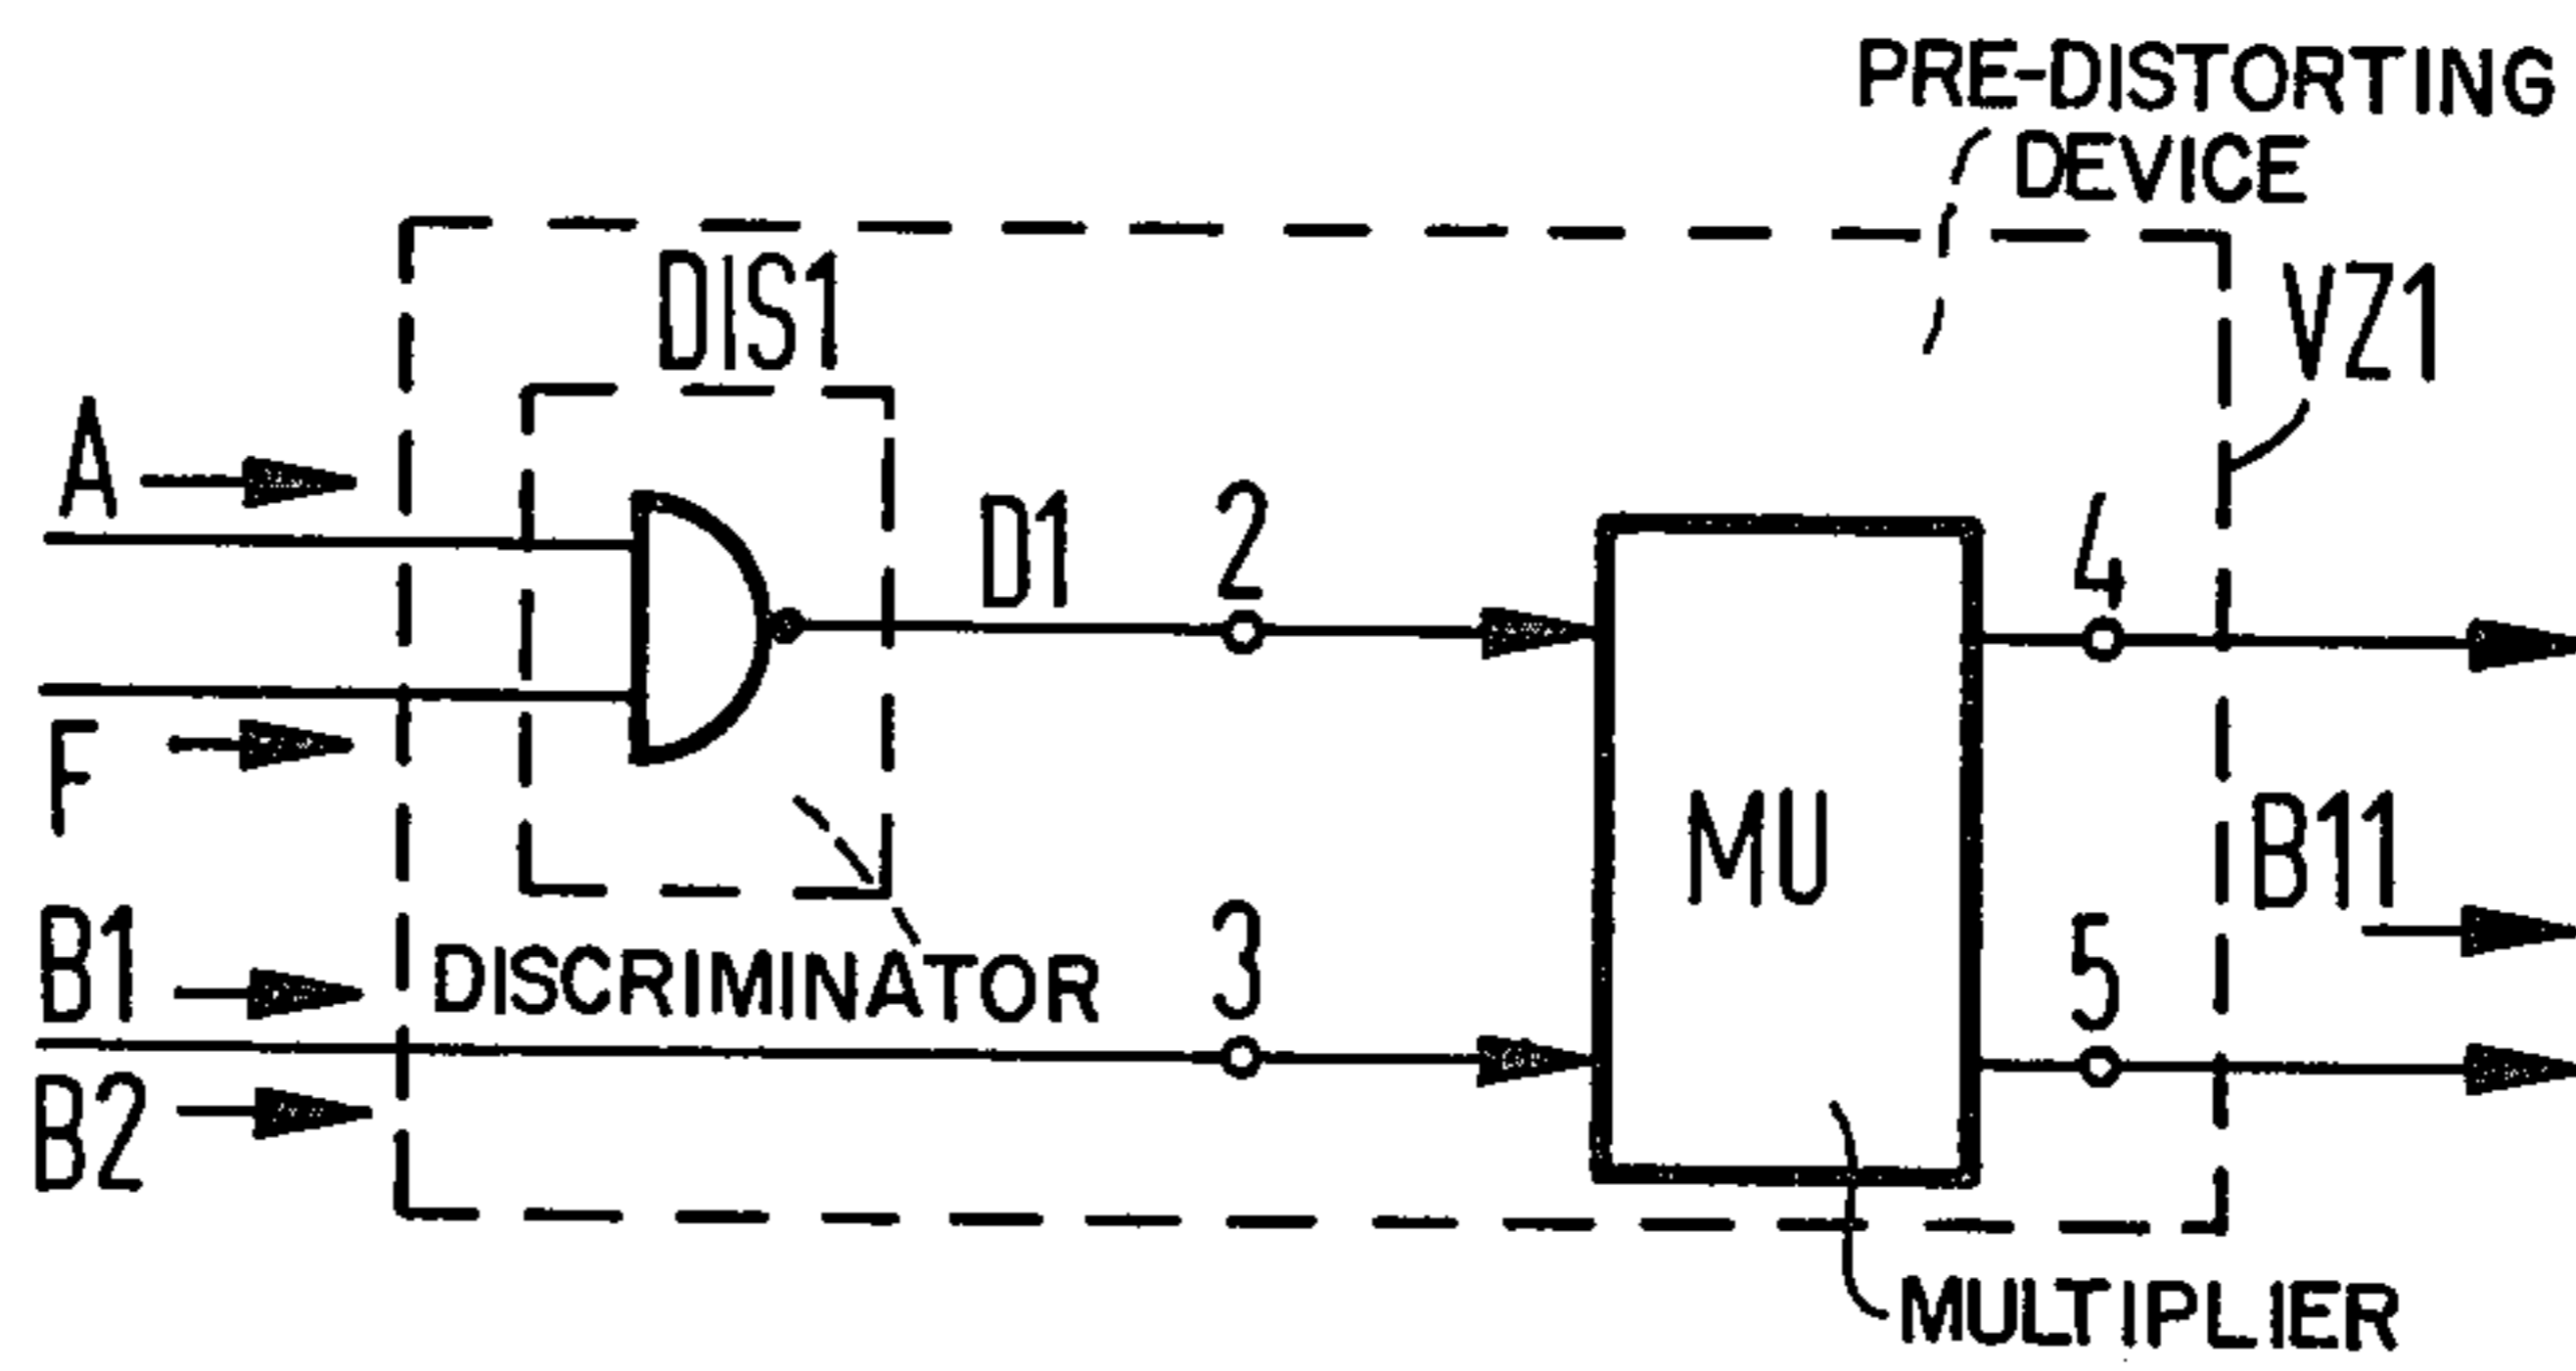 PRE-DISTORTING
DEVICE
DIS1
VZ1
A
D1
2
4
F
MU
B11
B1
3
5
DISCRIMINATOR
B2
MULTIPLIER